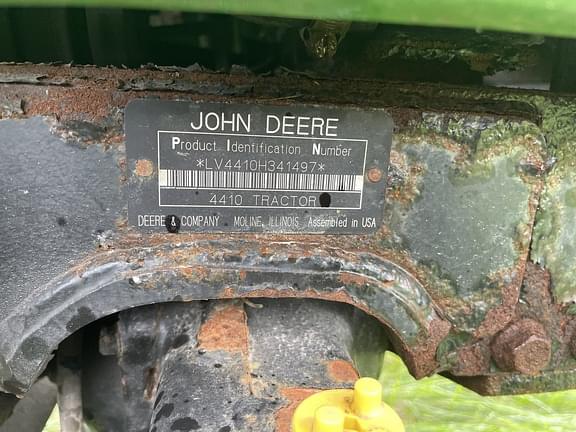 JOHN DEERE
Product Identification Number
*LV4410H341497*
4410 TRACTOR
DEERE & COMPANY MOLINE, ILLINOIS Assembled in USA